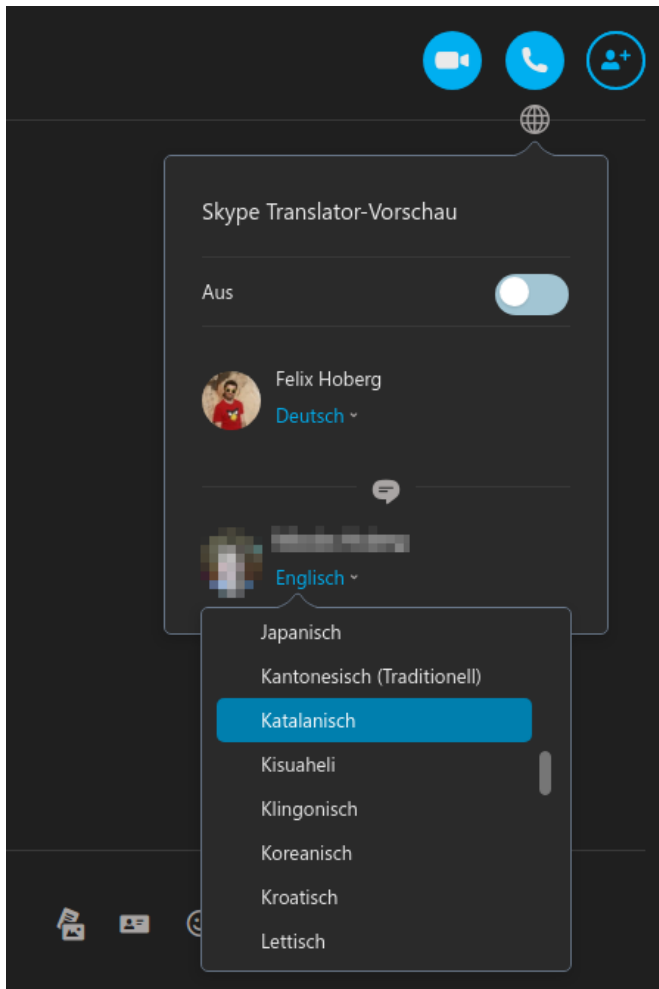 Skype Translator-Vorschau
Aus
Felix Hoberg
Deutsch
Englisch
Japanisch
Kantonesisch (Traditionell)
Katalanisch
Kisuaheli
Klingonisch
Koreanisch
Kroatisch
Lettisch